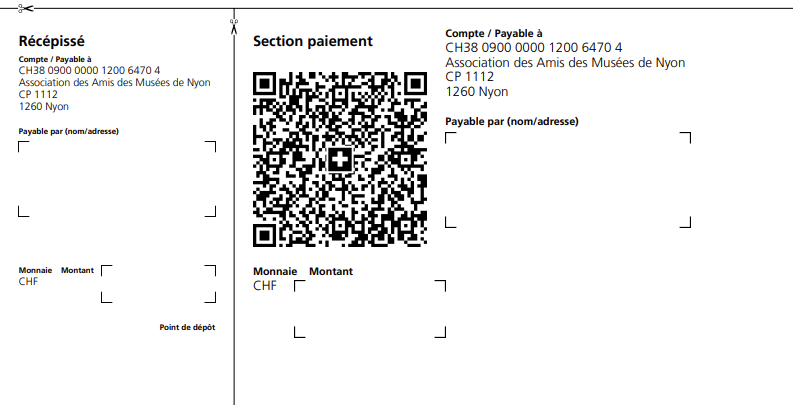 Récépissé
Compte / Payable à
CH38 0900 0000 1200 6470 4
Association des Amis des Musées de Nyon
CP 1112
1260 Nyon
Payable par (nom/adresse)
Monnaie Montant
CHF
Point de dépôt
Section paiement
Monnaie Montant
CHF
Compte / Payable à
CH38 0900 0000 1200 6470 4
Association des Amis des Musées de Nyon
CP 1112
1260 Nyon
Payable par (nom/adresse)